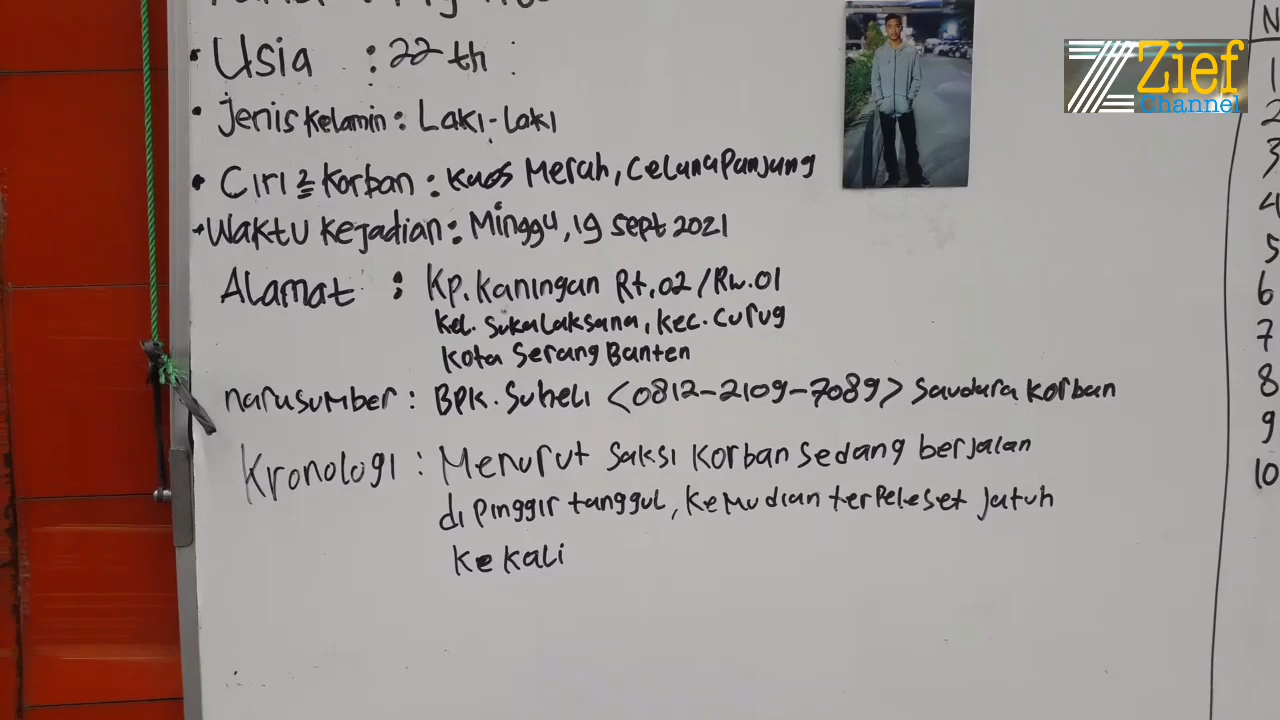 • Usia : 22 th :
• Jenis Kelamin : Laki-Laki
• Ciri2 Korban : Kaos Merah, Celana Panjang
• Waktu Kejadian : Minggu, 19 Sept 2021
Alamat : Kp. Kaningan Rt. 02 / Rw. 01
Kel. Sukalaksana, Kec. Curug
Kota Serang Banten
narasumber : BPK. Suheli <0812-2109-7089> Saudara Korban
Kronologi : Menurut Saksi Korban Sedang berjalan
di pinggir tanggul, Kemudian terpeleset jatuh
Ke Kali
Zief
Channel
N
1
2
3
4
5
6
7
8
9
10